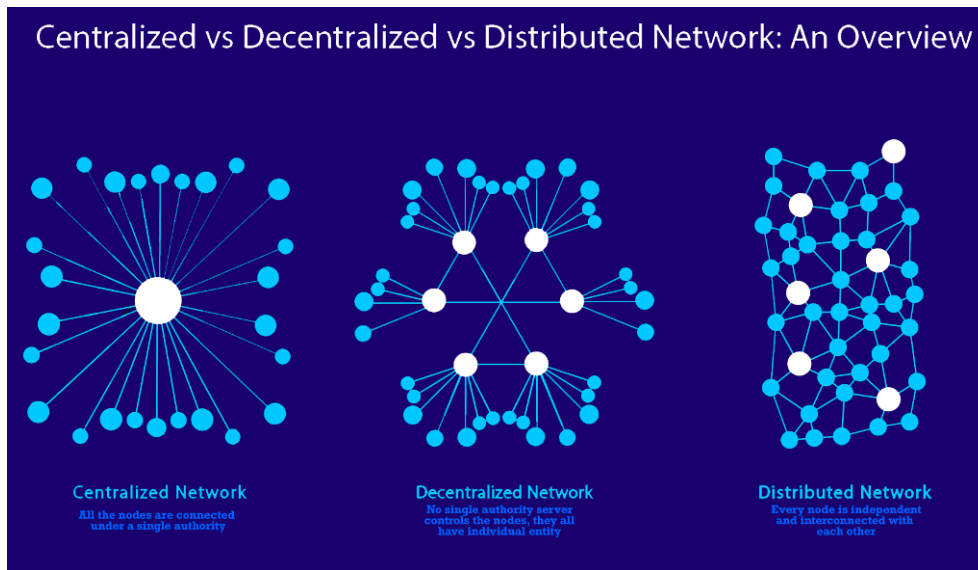 Centralized vs Decentralized vs Distributed Network: An Overview
Centralized Network
All the nodes are connected
under a single authority
Decentralized Network
No single authority server
controls the nodes, they all
have individual entity
Distributed Network
Every node is independent
and interconnected with
each other